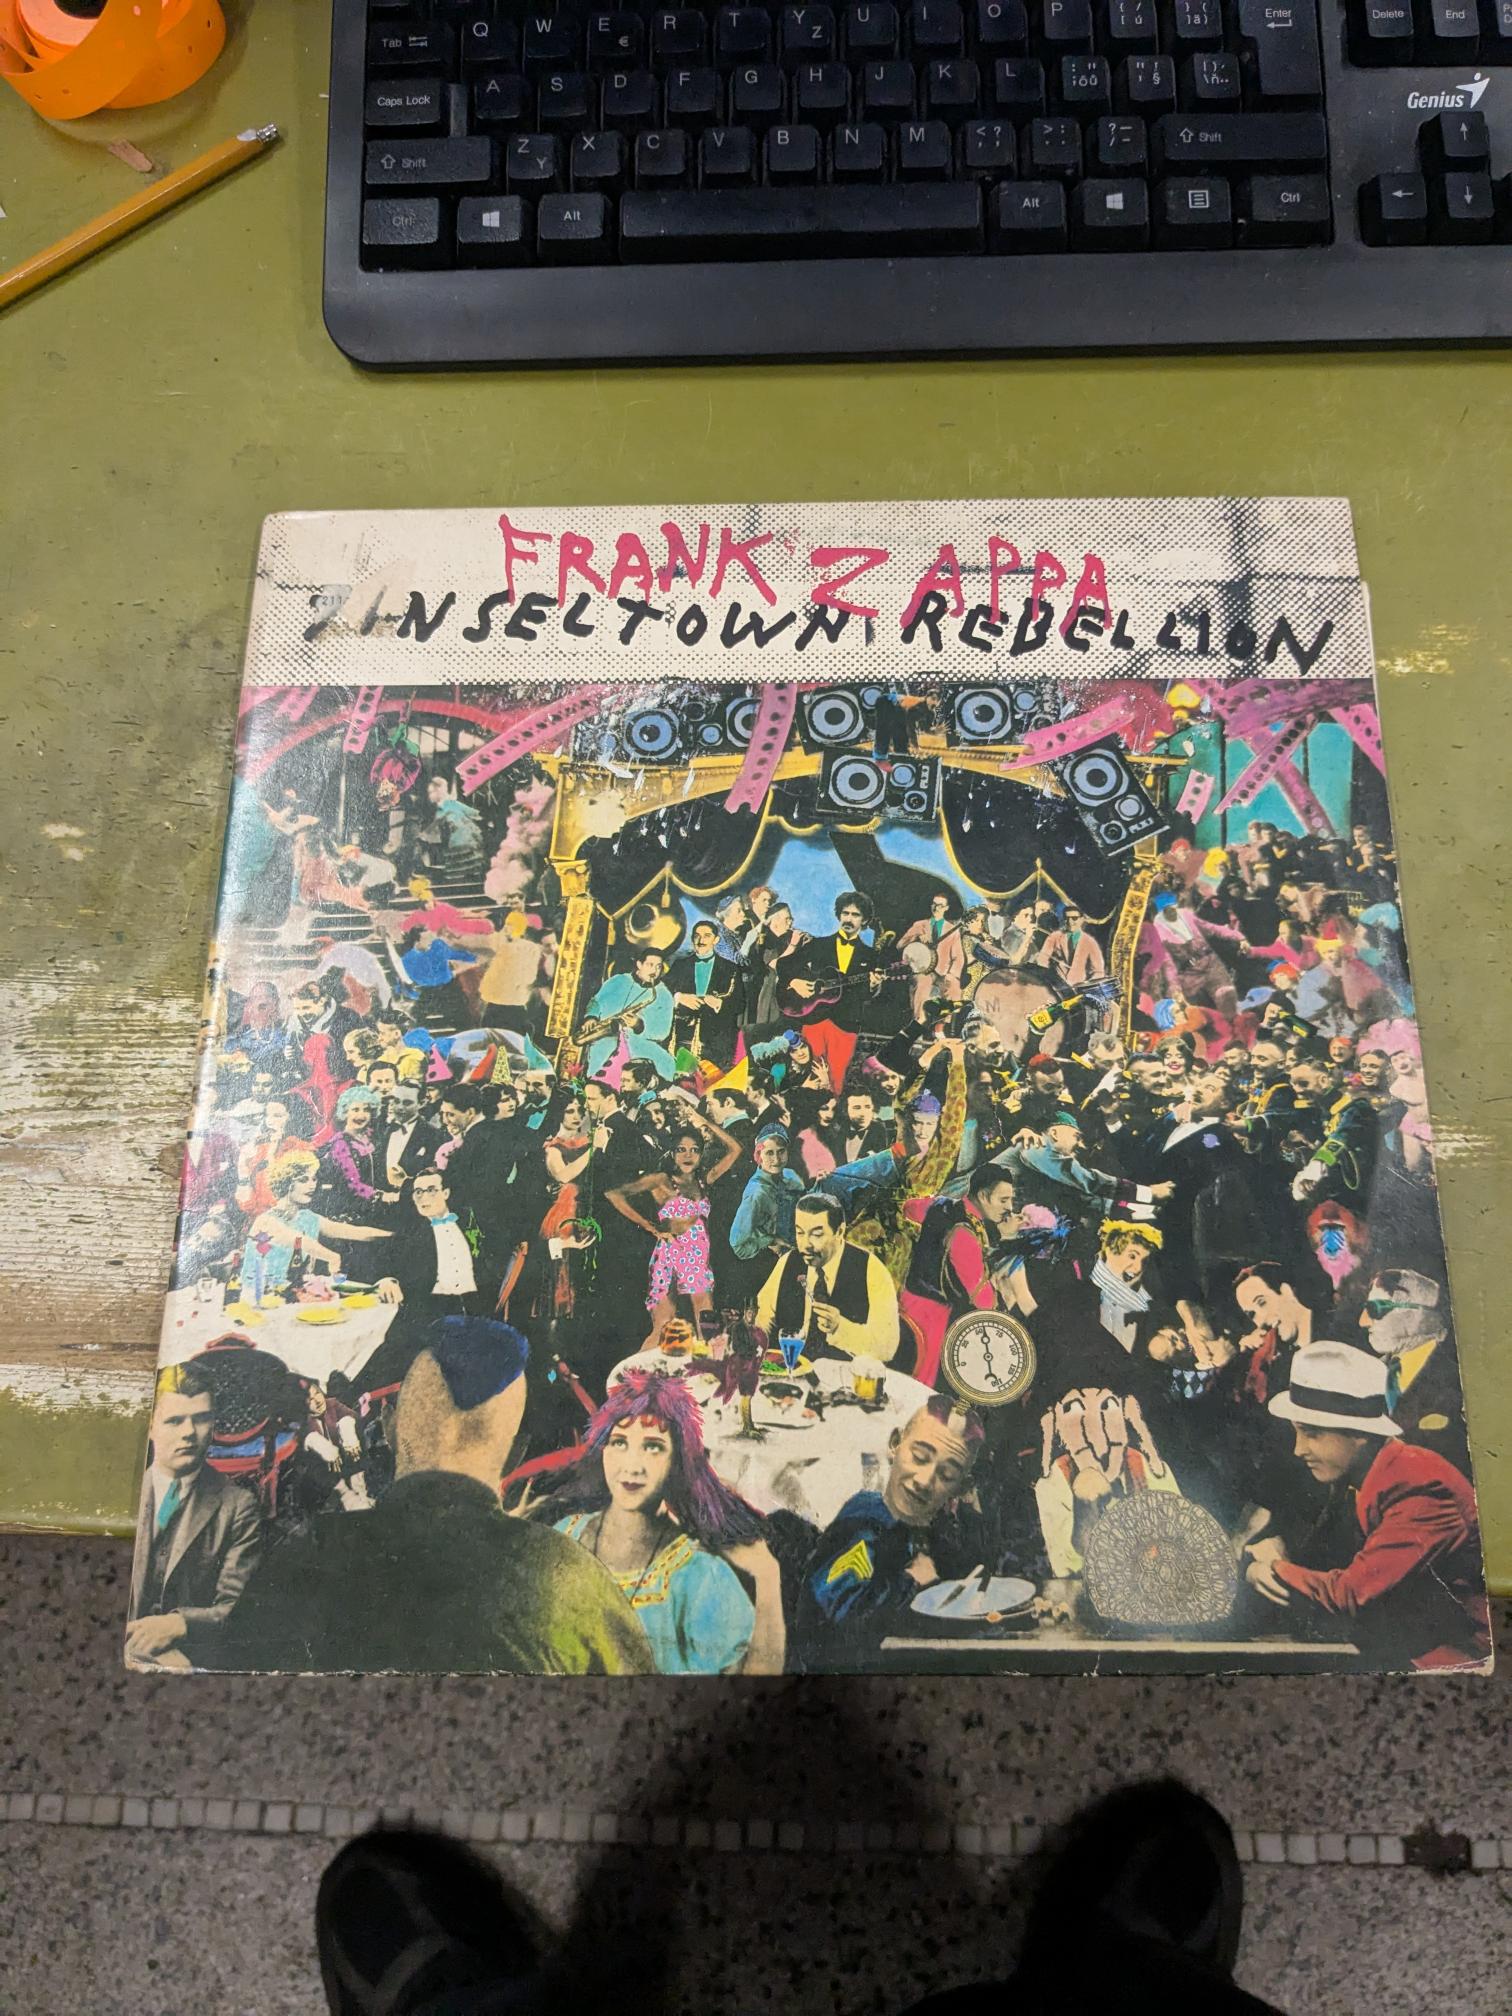 Tab Q W E R T Y U I O P Enter Delete End
€ Z
Caps Lock A S D F G H J K L
Genius
Shift Z X C V B N M Shift
Y
Ctrl Alt Alt Ctrl
FRANK ZAPPA
TINSELTOWN REBELLION